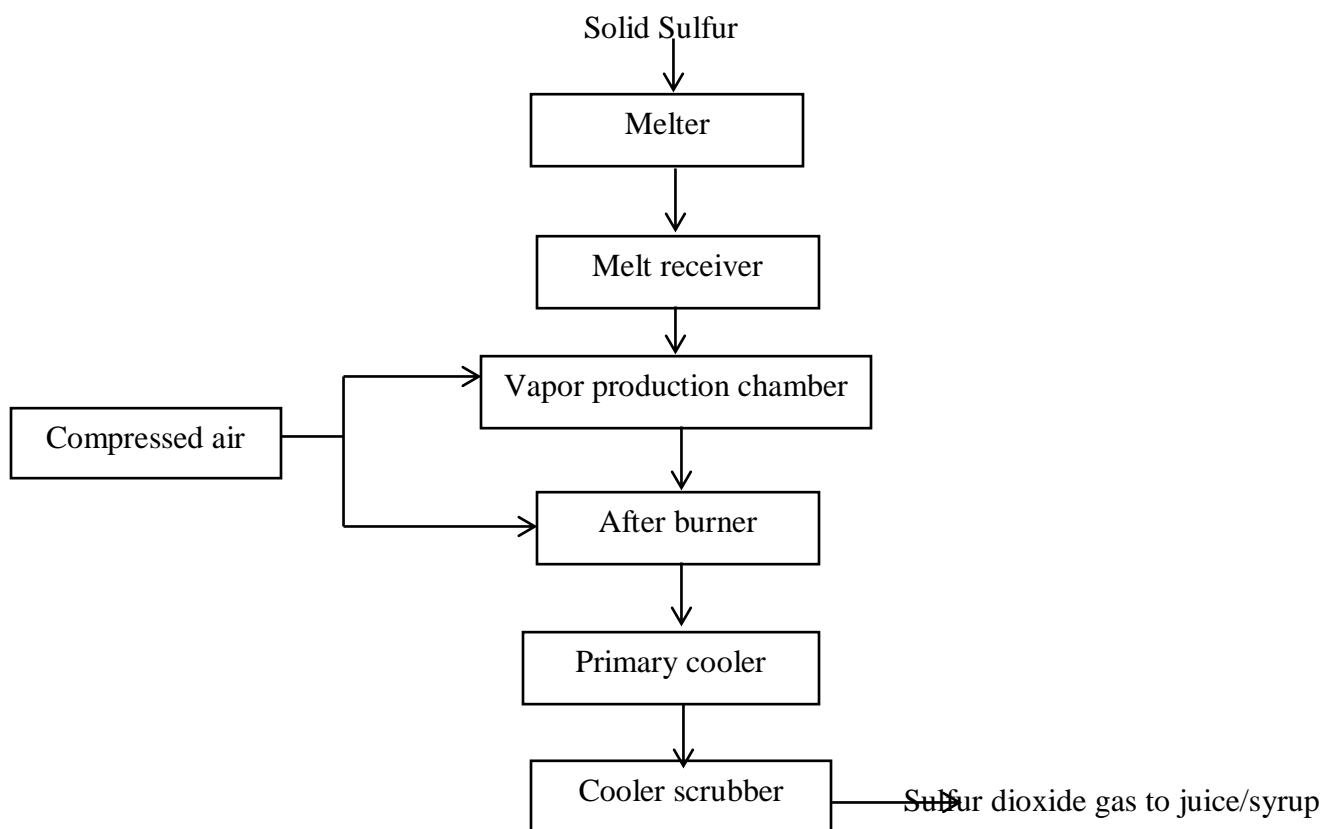 Solid Sulfur
Melter
Melt receiver
Vapor production chamber
Compressed air
After burner
Primary cooler
Cooler scrubber
Sulfur dioxide gas to juice/syrup